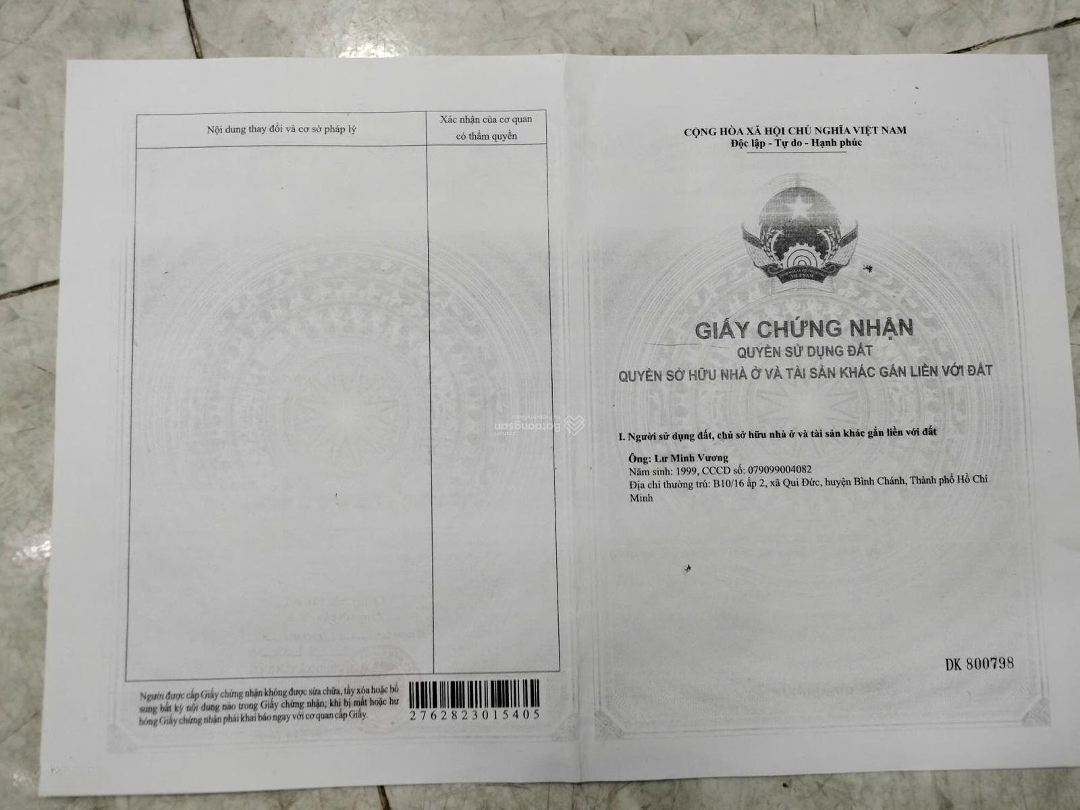 Nội dung thay đổi và cơ sở pháp lý
Xác nhận của cơ quan
có thẩm quyền
Người được cấp Giấy chứng nhận không được sửa chữa, tẩy xóa hoặc bổ
sung bất kỳ nội dung nào trong Giấy chứng nhận; khi bị mất hoặc hư
hỏng Giấy chứng nhận phải khai báo ngay với cơ quan cấp Giấy.
2762823015405
CỘNG HÒA XÃ HỘI CHỦ NGHĨA VIỆT NAM
Độc lập - Tự do - Hạnh phúc
GIẤY CHỨNG NHẬN
QUYỀN SỬ DỤNG ĐẤT
QUYỀN SỞ HỮU NHÀ Ở VÀ TÀI SẢN KHÁC GẮN LIỀN VỚI ĐẤT
I. Người sử dụng đất, chủ sở hữu nhà ở và tài sản khác gắn liền với đất
Ông: Lư Minh Vương
Năm sinh: 1999, CCCD số: 079099004082
Địa chỉ thường trú: B10/16 ấp 2, xã Qui Đức, huyện Bình Chánh, Thành phố Hồ Chí
Minh
DK 800798
batdongsan